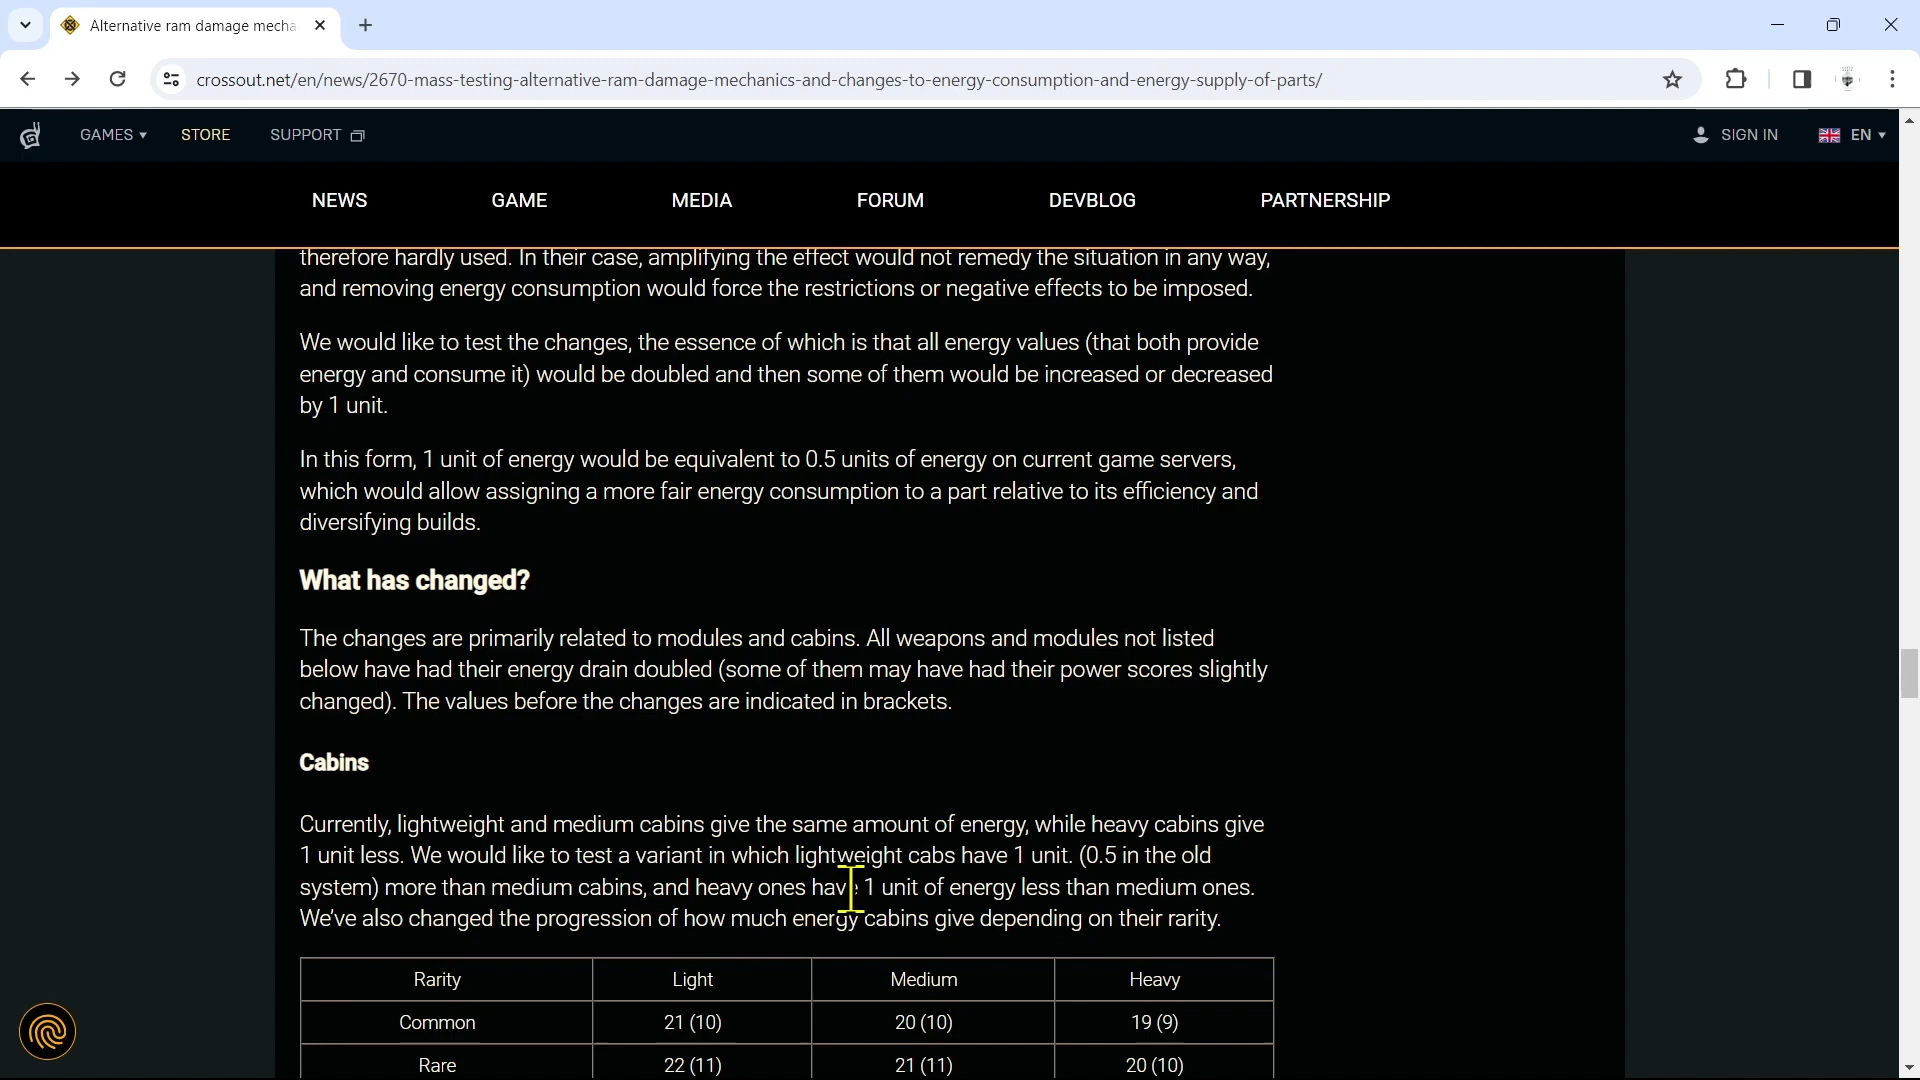 Alternative ram damage mecha
crossout.net/en/news/2670-mass-testing-alternative-ram-damage-mechanics-and-changes-to-energy-consumption-and-energy-supply-of-parts/
GAMES STORE SUPPORT SIGN IN EN
NEWS GAME MEDIA FORUM DEVBLOG PARTNERSHIP
therefore hardly used. In their case, amplifying the effect would not remedy the situation in any way,
and removing energy consumption would force the restrictions or negative effects to be imposed.
We would like to test the changes, the essence of which is that all energy values (that both provide
energy and consume it) would be doubled and then some of them would be increased or decreased
by 1 unit.
In this form, 1 unit of energy would be equivalent to 0.5 units of energy on current game servers,
which would allow assigning a more fair energy consumption to a part relative to its efficiency and
diversifying builds.
What has changed?
The changes are primarily related to modules and cabins. All weapons and modules not listed
below have had their energy drain doubled (some of them may have had their power scores slightly
changed). The values before the changes are indicated in brackets.
Cabins
Currently, lightweight and medium cabins give the same amount of energy, while heavy cabins give
1 unit less. We would like to test a variant in which lightweight cabs have 1 unit. (0.5 in the old
system) more than medium cabins, and heavy ones have 1 unit of energy less than medium ones.
We've also changed the progression of how much energy cabins give depending on their rarity.
Rarity Light Medium Heavy
Common 21 (10) 20 (10) 19 (9)
Rare 22 (11) 21 (11) 20 (10)